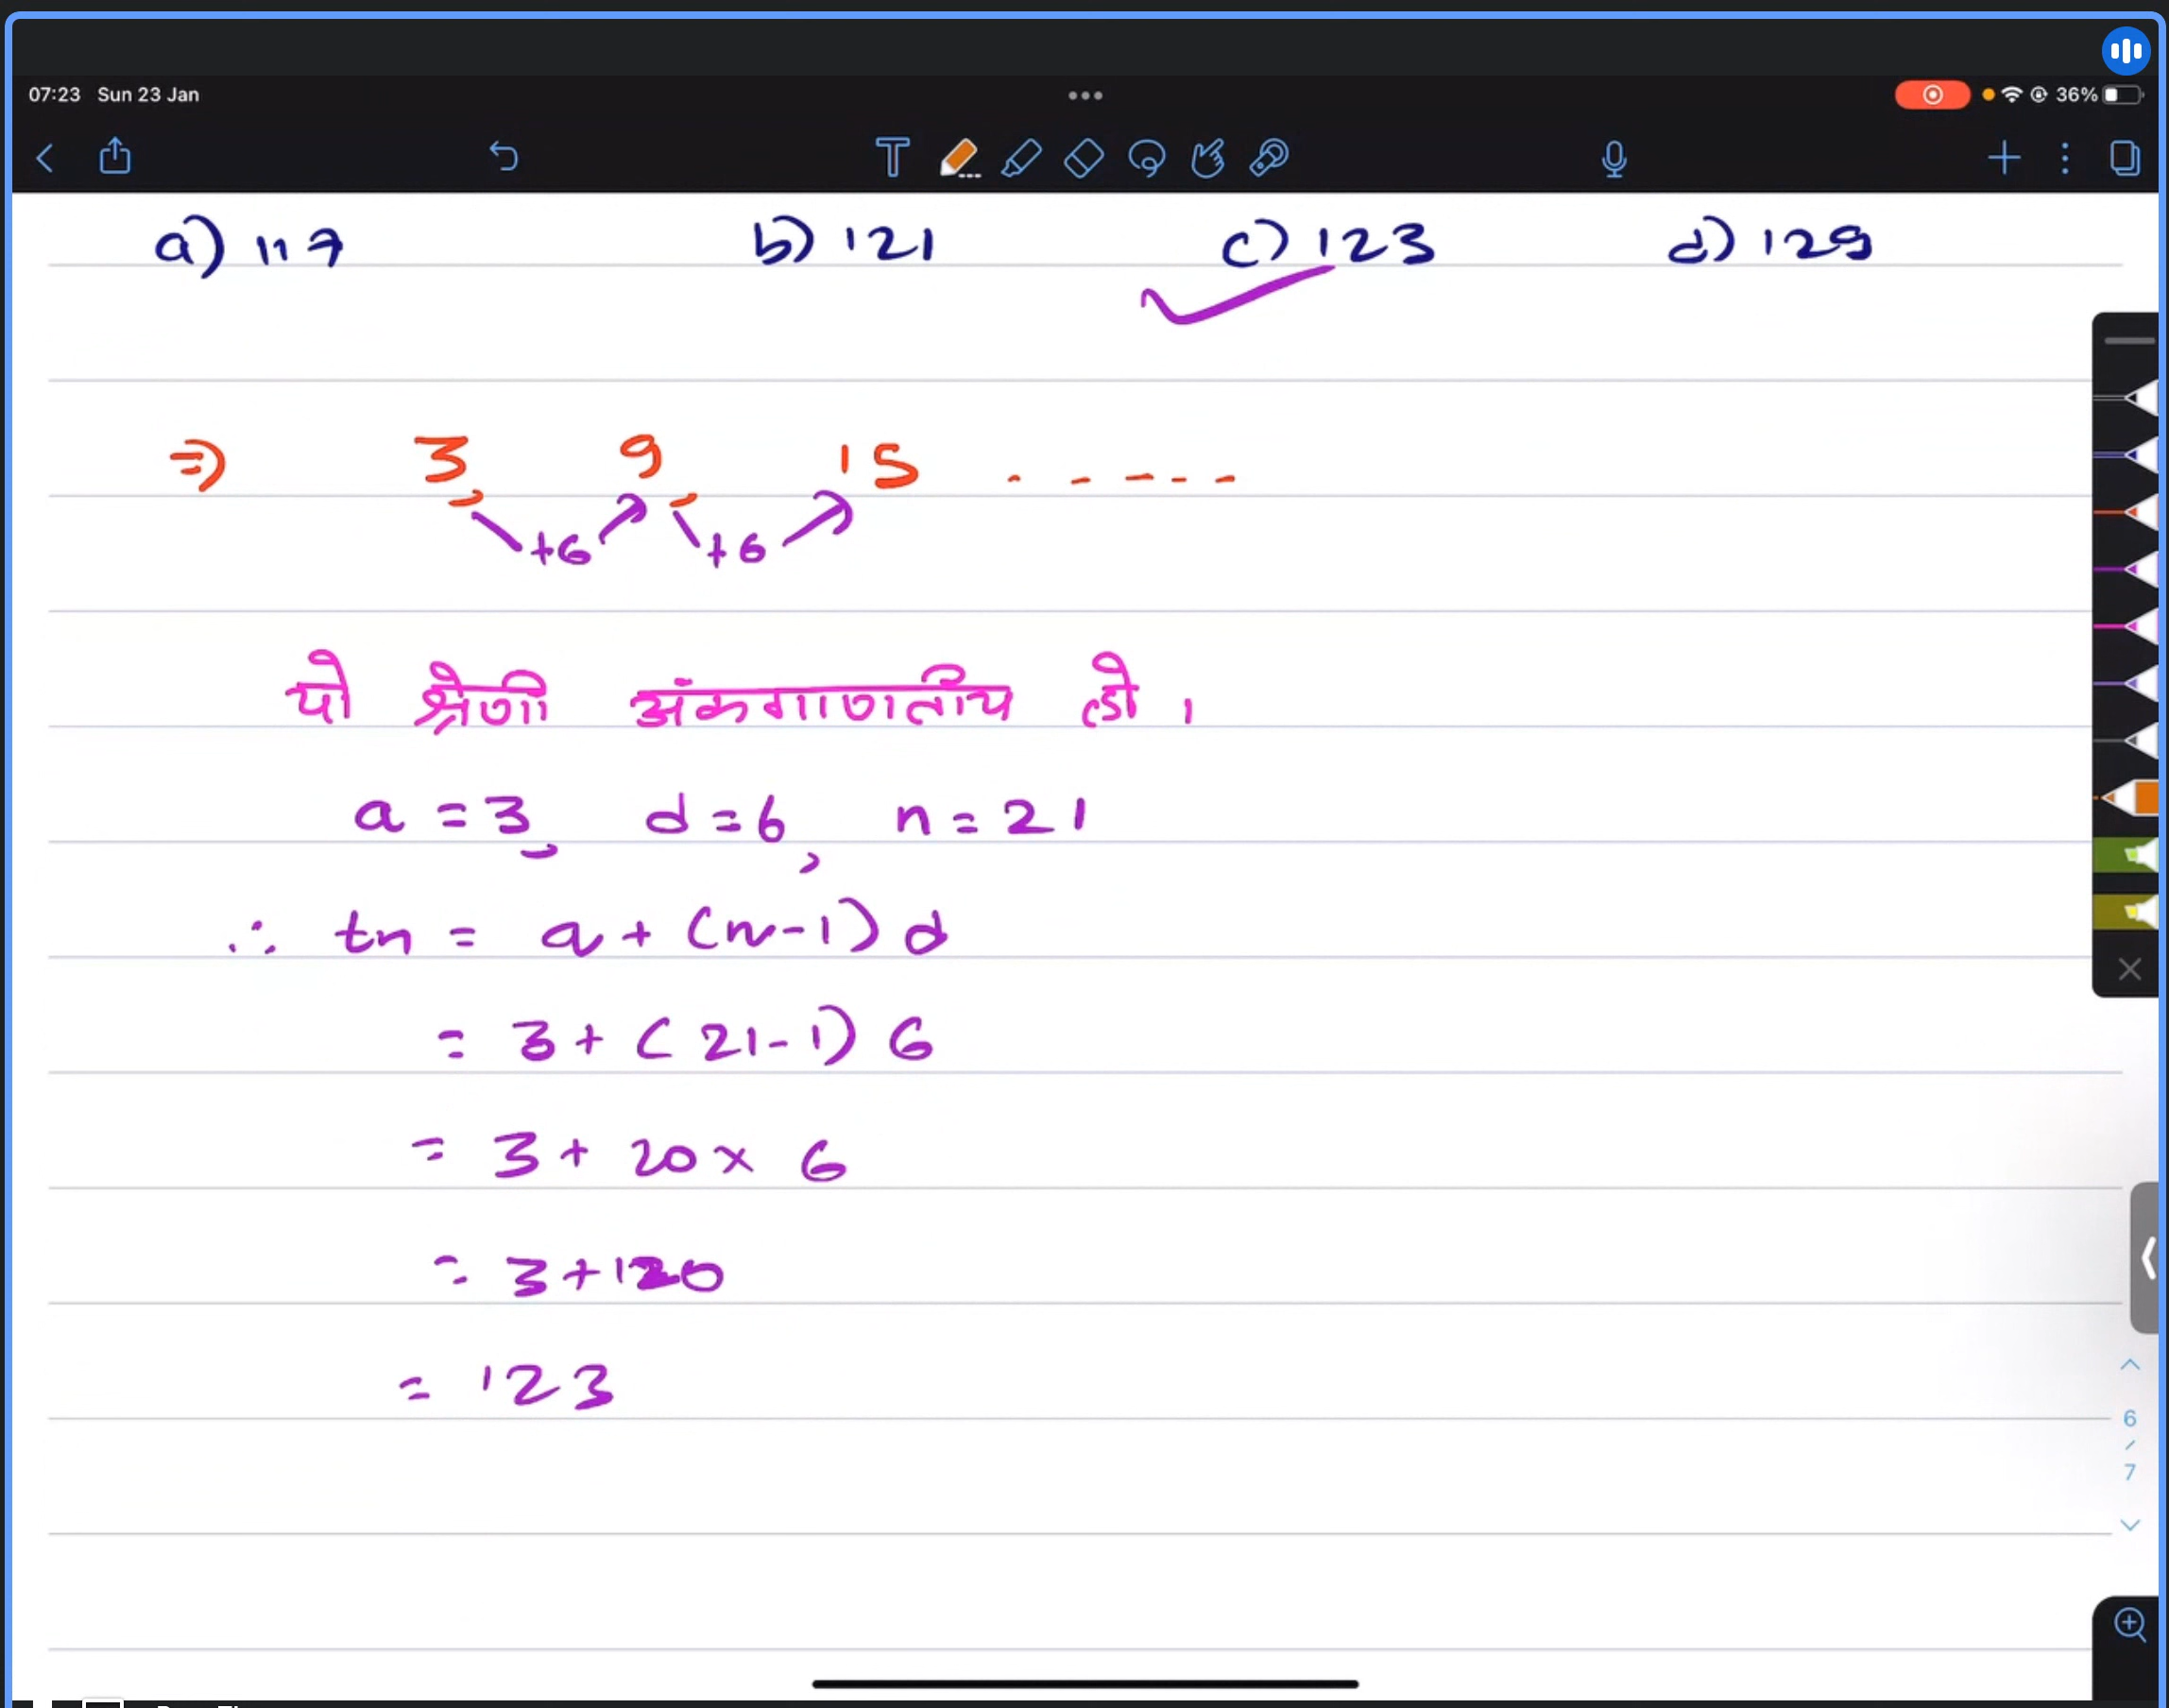 07:23 Sun 23 Jan 36%
a) 117 b) 121 c) 123 d) 129
⇒ 3, 9, 15 . - - - -
+6 +6
यो श्रेणी अंकगणितीय हो ।
a = 3, d = 6, n = 21
∴ tn = a + (n-1) d
= 3 + (21-1) 6
= 3 + 20 × 6
= 3 + 120
= 123
6
/
7